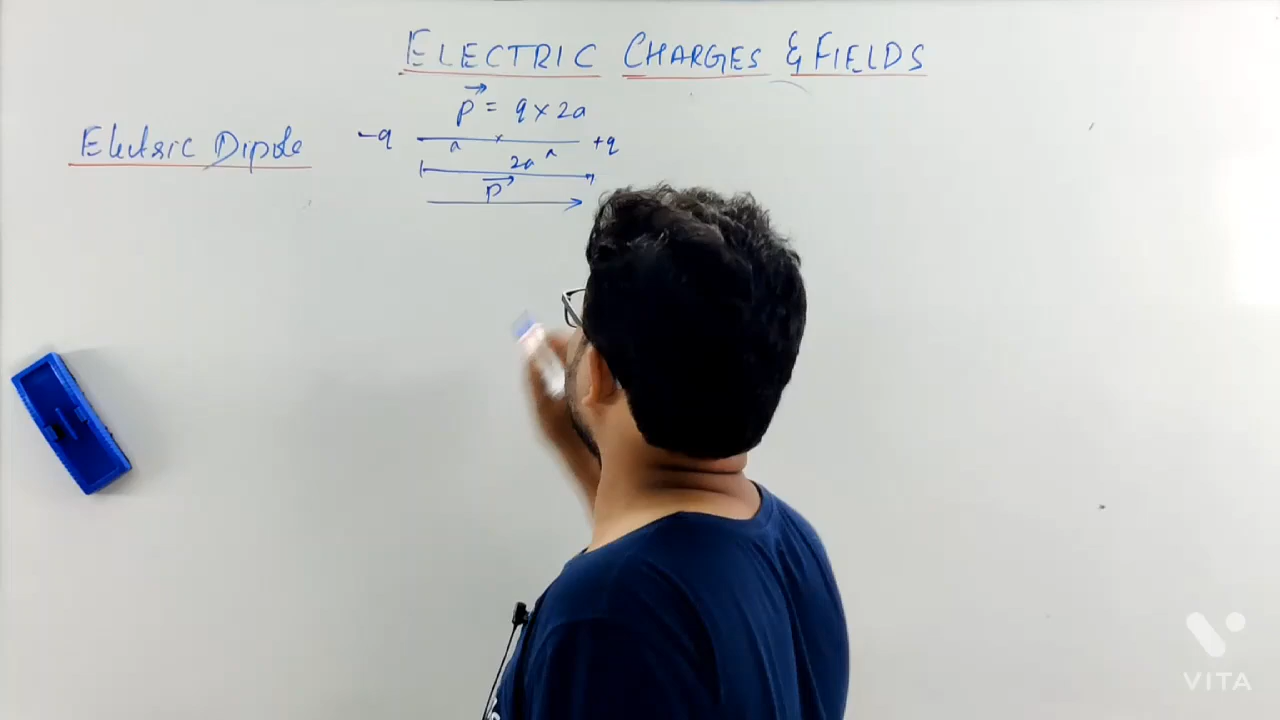 ELECTRIC CHARGES & FIELDS
p⃗ = q × 2a
Electric Dipole
-q a a +q
2a
p⃗
VITA